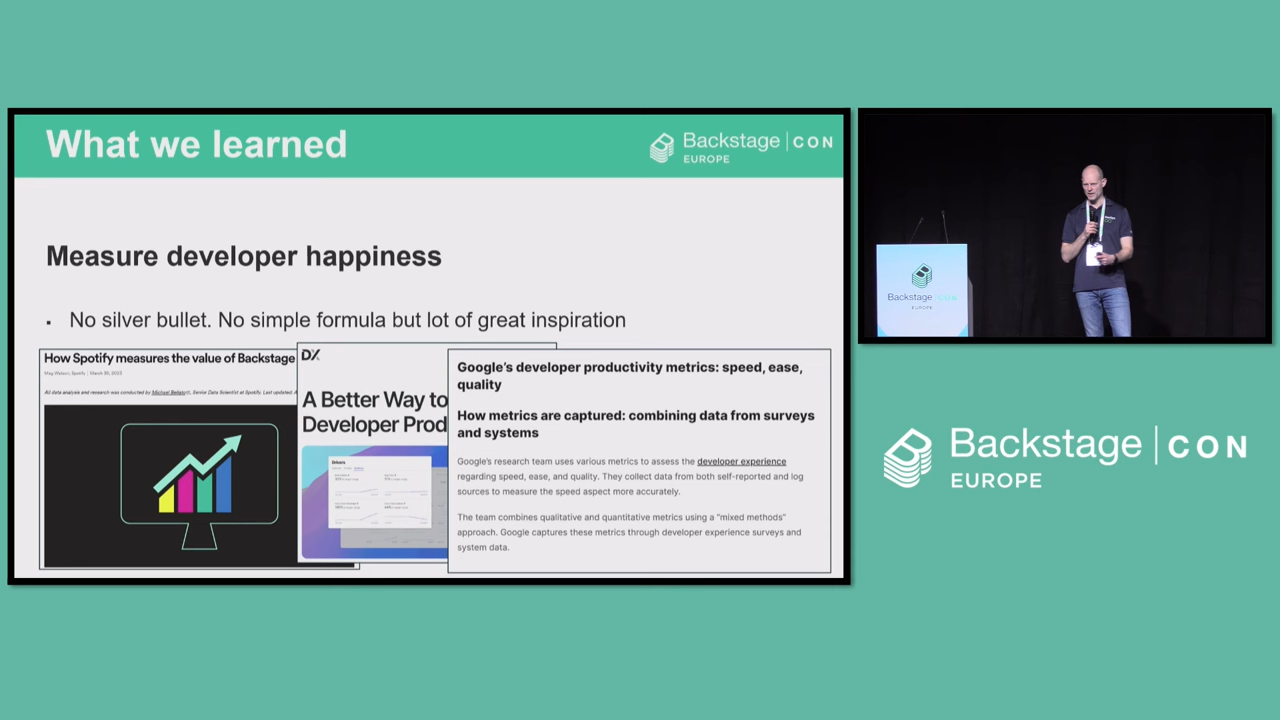 What we learned
Backstage | CON
EUROPE
Measure developer happiness
▪ No silver bullet. No simple formula but lot of great inspiration
How Spotify measures the value of Backstage
Meg Watson, Spotify | March 30, 2023
All data analysis and research was conducted by
Senior Data Scientist at Spotify. Last updated:
DX
A Better Way to
Developer Prod
Google's developer productivity metrics: speed, ease,
quality
How metrics are captured: combining data from surveys
and systems
Google's research team uses various metrics to assess the developer experience
regarding speed, ease, and quality. They collect data from both self-reported and log
sources to measure the speed aspect more accurately.
The team combines qualitative and quantitative metrics using a "mixed methods"
approach. Google captures these metrics through developer experience surveys and
system data.
Backstage CON
EUROPE
Backstage | CON
EUROPE